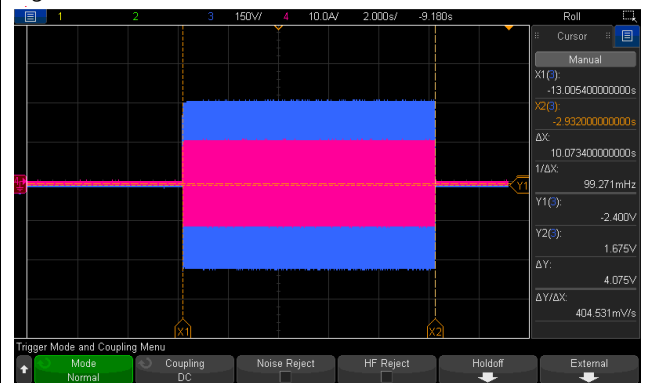 1 2 3 150V/ 4 10.0A/ 2.000s/ -9.180s Roll
Cursor
Manual
X1(3):
-13.005400000000s
X2(3):
-2.932000000000s
ΔX:
10.073400000000s
1/ΔX:
99.271mHz
Y1(3):
-2.400V
Y2(3):
1.675V
ΔY:
4.075V
ΔY/ΔX:
404.531mV/s
Y1
X1 X2
Trigger Mode and Coupling Menu
Mode Coupling Noise Reject HF Reject Holdoff External
Normal DC